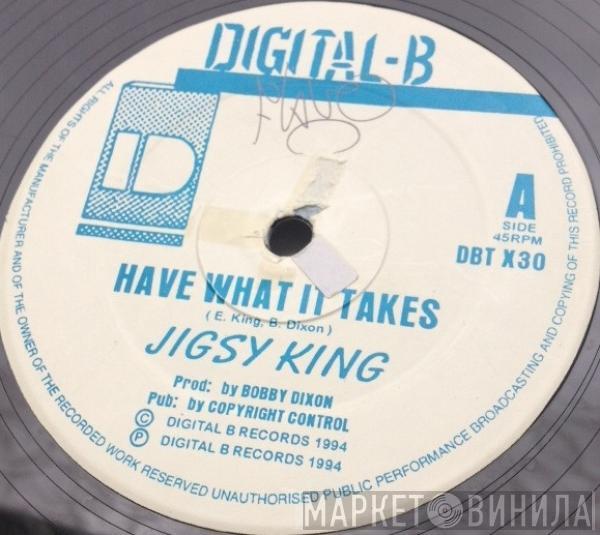 DIGITAL-B
A
SIDE
45RPM
DBT X30
HAVE WHAT IT TAKES
( E. King, B. Dixon )
JIGSY KING
Prod: by BOBBY DIXON
Pub: by COPYRIGHT CONTROL
© DIGITAL B RECORDS 1994
℗ DIGITAL B RECORDS 1994
ALL RIGHTS OF THE MANUFACTURER AND OF THE OWNER OF THE RECORDED WORK RESERVED UNAUTHORISED PUBLIC PERFORMANCE BROADCASTING AND COPYING OF THIS RECORD PROHIBITED
МАРКЕТ ВИНИЛА